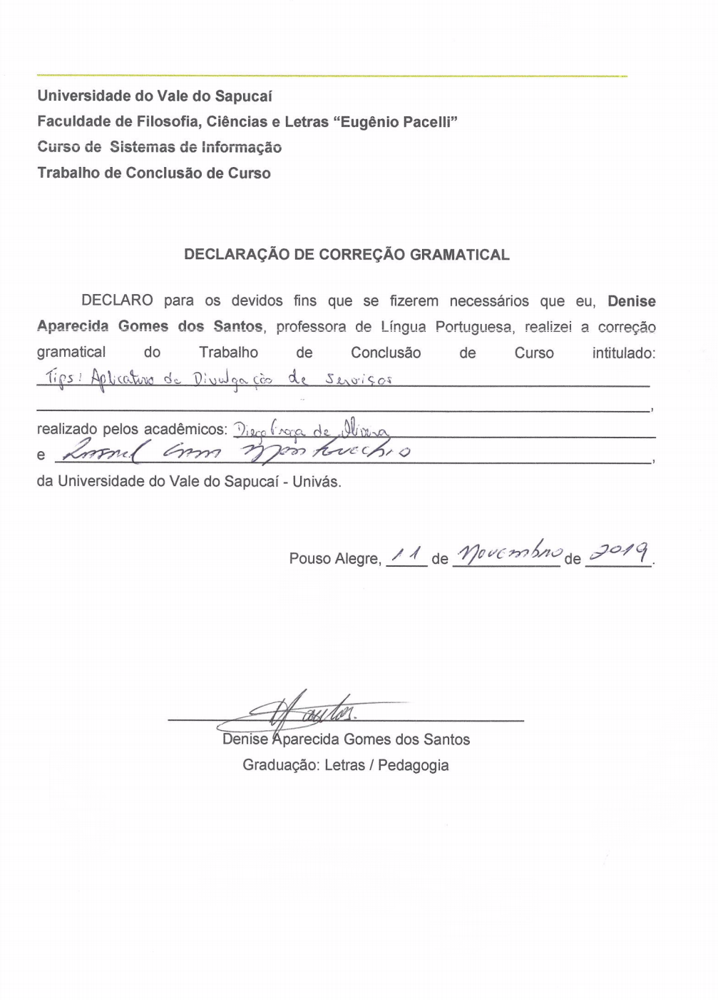 Universidade do Vale do Sapucaí
Faculdade de Filosofia, Ciências e Letras “Eugênio Pacelli”
Curso de Sistemas de Informação
Trabalho de Conclusão de Curso
DECLARAÇÃO DE CORREÇÃO GRAMATICAL
DECLARO para os devidos fins que se fizerem necessários que eu, Denise
Aparecida Gomes dos Santos, professora de Língua Portuguesa, realizei a correção
gramatical do Trabalho de Conclusão de Curso intitulado:
Tips: Aplicativo de Divulgação de Serviços
,
realizado pelos acadêmicos: Diego de Oliveira
e ,
da Universidade do Vale do Sapucaí - Univás.
Pouso Alegre, 11 de Novembro de 2019.
Denise Aparecida Gomes dos Santos
Graduação: Letras / Pedagogia